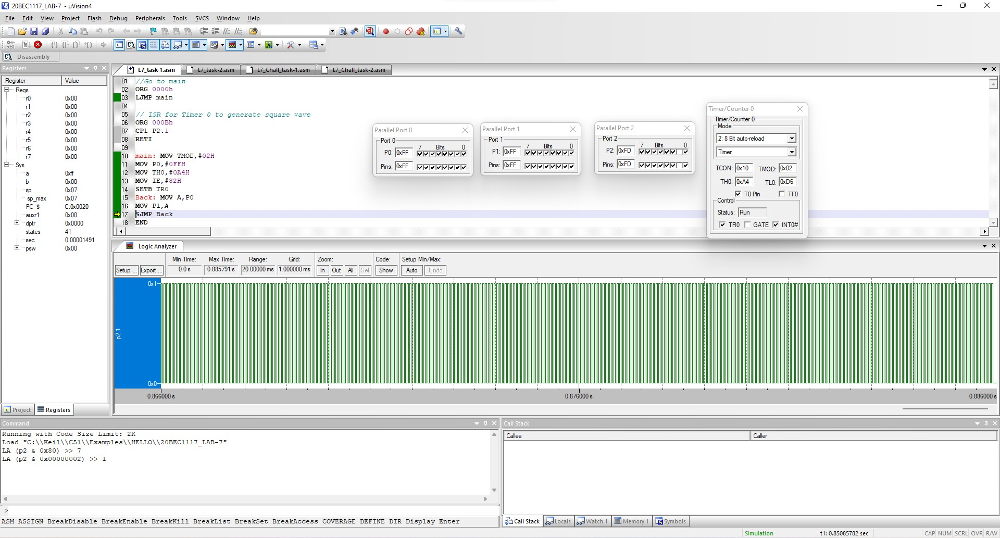 20BEC1117_LAB-7 - µVision4
File Edit View Project Flash Debug Peripherals Tools SVCS Window Help
RST
Disassembly
Registers
Register Value
Regs
r0 0x00
r1 0x00
r2 0x00
r3 0x00
r4 0x00
r5 0x00
r6 0x00
r7 0x00
Sys
a 0xff
b 0x00
sp 0x07
sp_max 0x07
PC $ C:0x0020
auxr1 0x00
dptr 0x0000
states 41
sec 0.00001491
psw 0x00
Project Registers
L7_task-1.asm L7_task-2.asm L7_Chall_task-1.asm L7_Chall_task-2.asm
01 //Go to main
02 ORG 0000h
03 LJMP main
04
05 // ISR for Timer 0 to generate square wave
06 ORG 000Bh
07 CPL P2.1
08 RETI
09
10 main: MOV TMOD,#02H
11 MOV P0,#0FFH
12 MOV TH0,#0A4H
13 MOV IE,#82H
14 SETB TR0
15 Back: MOV A,P0
16 MOV P1,A
17 SJMP Back
18 END
Parallel Port 0
Port 0
7 Bits 0
P0: 0xFF
Pins: 0xFF
Parallel Port 1
Port 1
7 Bits 0
P1: 0xFF
Pins: 0xFF
Parallel Port 2
Port 2
7 Bits 0
P2: 0xFD
Pins: 0xFD
Timer/Counter 0
Timer/Counter 0
Mode
2: 8 Bit auto-reload
Timer
TCON: 0x10 TMOD: 0x02
TH0: 0xA4 TL0: 0xD6
T0 Pin TF0
Control
Status: Run
TR0 GATE INT0#
Logic Analyzer
Min Time: Max Time: Range: Grid: Zoom: Code: Setup Min/Max:
Setup ... Export ... 0.0 s 0.885791 s 20.00000 ms 1.000000 ms In Out All Sel Show Auto Undo
0x1
p2.1
0x0
0.866000 s 0.876000 s 0.886000 s
Command
Running with Code Size Limit: 2K
Load "C:\\Keil\\C51\\Examples\\HELLO\\20BEC1117_LAB-7"
LA (p2 & 0x80) >> 7
LA (p2 & 0x00000002) >> 1
>
ASM ASSIGN BreakDisable BreakEnable BreakKill BreakList BreakSet BreakAccess COVERAGE DEFINE DIR Display Enter
Call Stack
Callee Caller
Call Stack Locals Watch 1 Memory 1 Symbols
Simulation t1: 0.85085782 sec CAP NUM SCRL OVR R/W